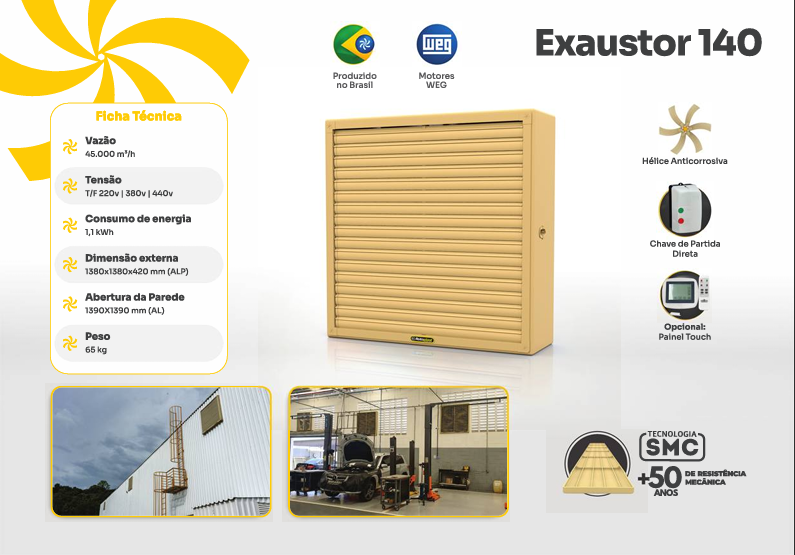 Produzido
no Brasil
WEG
Motores
WEG
Exaustor 140
Ficha Técnica
Vazão
45.000 m³/h
Tensão
T/F 220v | 380v | 440v
Consumo de energia
1,1 kWh
Dimensão externa
1380x1380x420 mm (ALP)
Abertura da Parede
1390X1390 mm (AL)
Peso
65 kg
Hélice Anticorrosiva
Chave de Partida
Direta
Opcional:
Painel Touch
TECNOLOGIA
SMC
+50
ANOS
DE RESISTÊNCIA
MECÂNICA